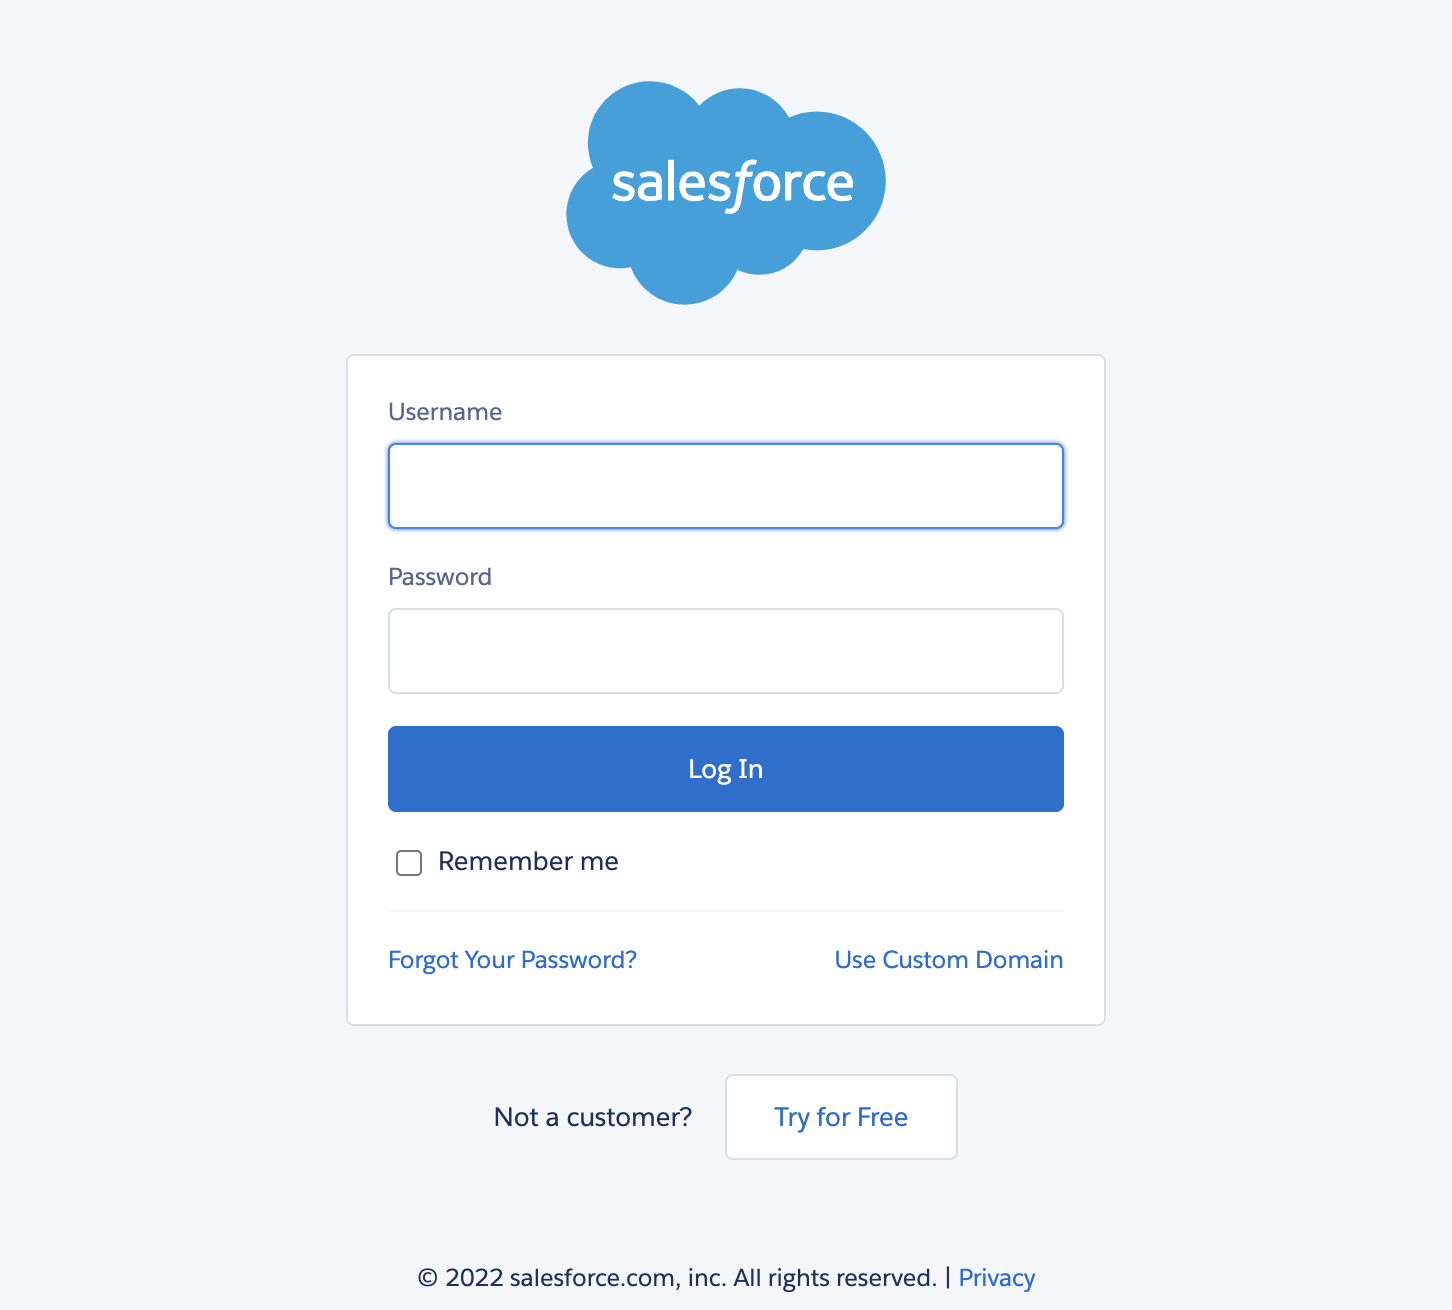 salesforce
Username
Password
Log In
Remember me
Forgot Your Password? Use Custom Domain
Not a customer? Try for Free
© 2022 salesforce.com, inc. All rights reserved. | Privacy